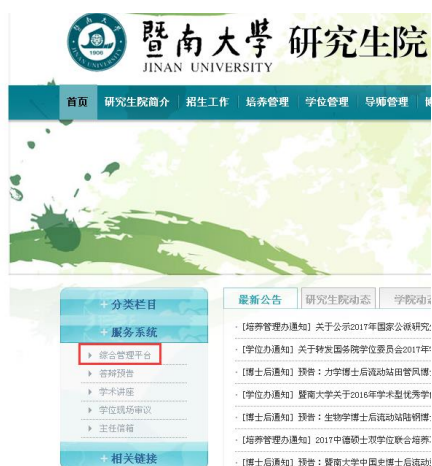 1906
暨南大學 研究生院
JINAN UNIVERSITY
首页 研究生院简介 招生工作 培养管理 学位管理 导师管理
+ 分类栏目
+ 服务系统
综合管理平台
答辩预告
学术讲座
学位现场审议
主任信箱
+ 相关链接
最新公告 研究生院动态 学院动态
· [培养管理办通知] 关于公示2017年国家公派研究生
· [学位办通知] 关于转发国务院学位委员会2017年
· [博士后通知] 预告：力学博士后流动站田管凤博
· [学位办通知] 暨南大学关于2016年学术型优秀学
· [博士后通知] 预告：生物学博士后流动站陆朝博
· [培养管理办通知] 2017中德硕士双学位联合培养
· [博士后通知] 预告：暨南大学中国史博士后流动